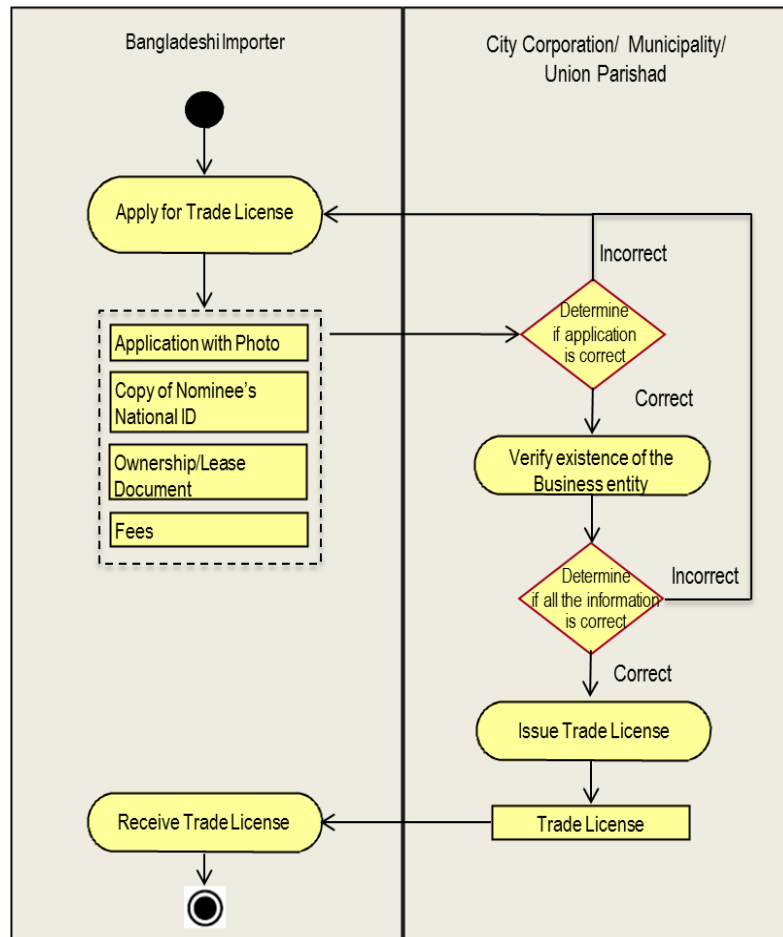 Bangladeshi Importer
City Corporation/ Municipality/
Union Parishad
Apply for Trade License
Incorrect
Determine
if application
is correct
Application with Photo
Copy of Nominee's
National ID
Correct
Ownership/Lease
Document
Verify existence of the
Business entity
Fees
Determine
if all the information
is correct
Incorrect
Correct
Issue Trade License
Receive Trade License
Trade License